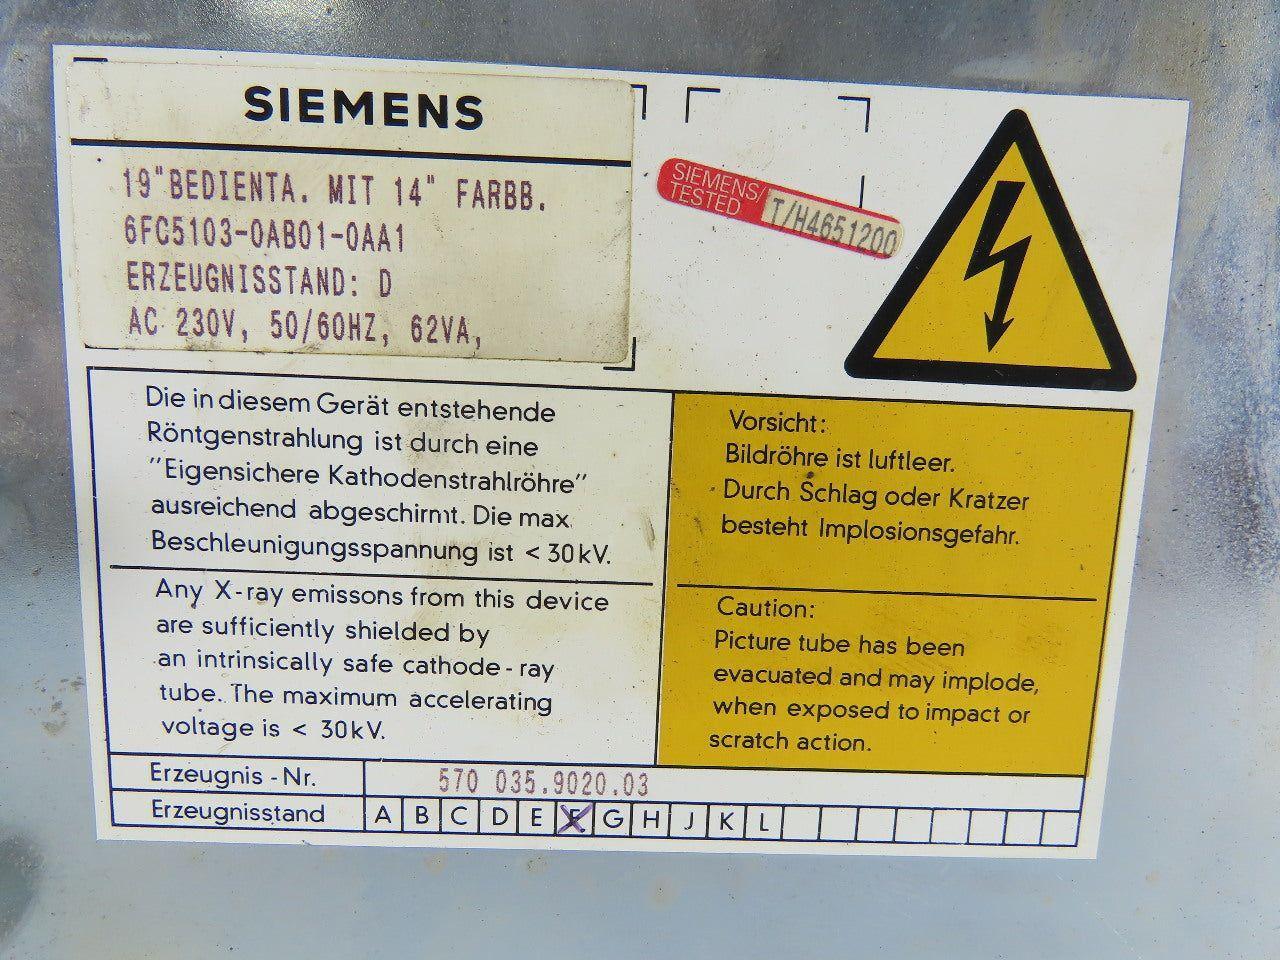 SIEMENS
19"BEDIENTA. MIT 14" FARBB.
6FC5103-0AB01-0AA1
ERZEUGNISSTAND: D
AC 230V, 50/60HZ, 62VA,
SIEMENS/
TESTED
T/H4651200
Die in diesem Gerät entstehende
Röntgenstrahlung ist durch eine
"Eigensichere Kathodenstrahlröhre"
ausreichend abgeschirmt. Die max.
Beschleunigungsspannung ist < 30kV.
Any X-ray emissons from this device
are sufficiently shielded by
an intrinsically safe cathode-ray
tube. The maximum accelerating
voltage is < 30kV.
Vorsicht:
Bildröhre ist luftleer.
Durch Schlag oder Kratzer
besteht Implosionsgefahr.
Caution:
Picture tube has been
evacuated and may implode,
when exposed to impact or
scratch action.
Erzeugnis-Nr. 570 035.9020.03
Erzeugnisstand A B C D E F G H J K L